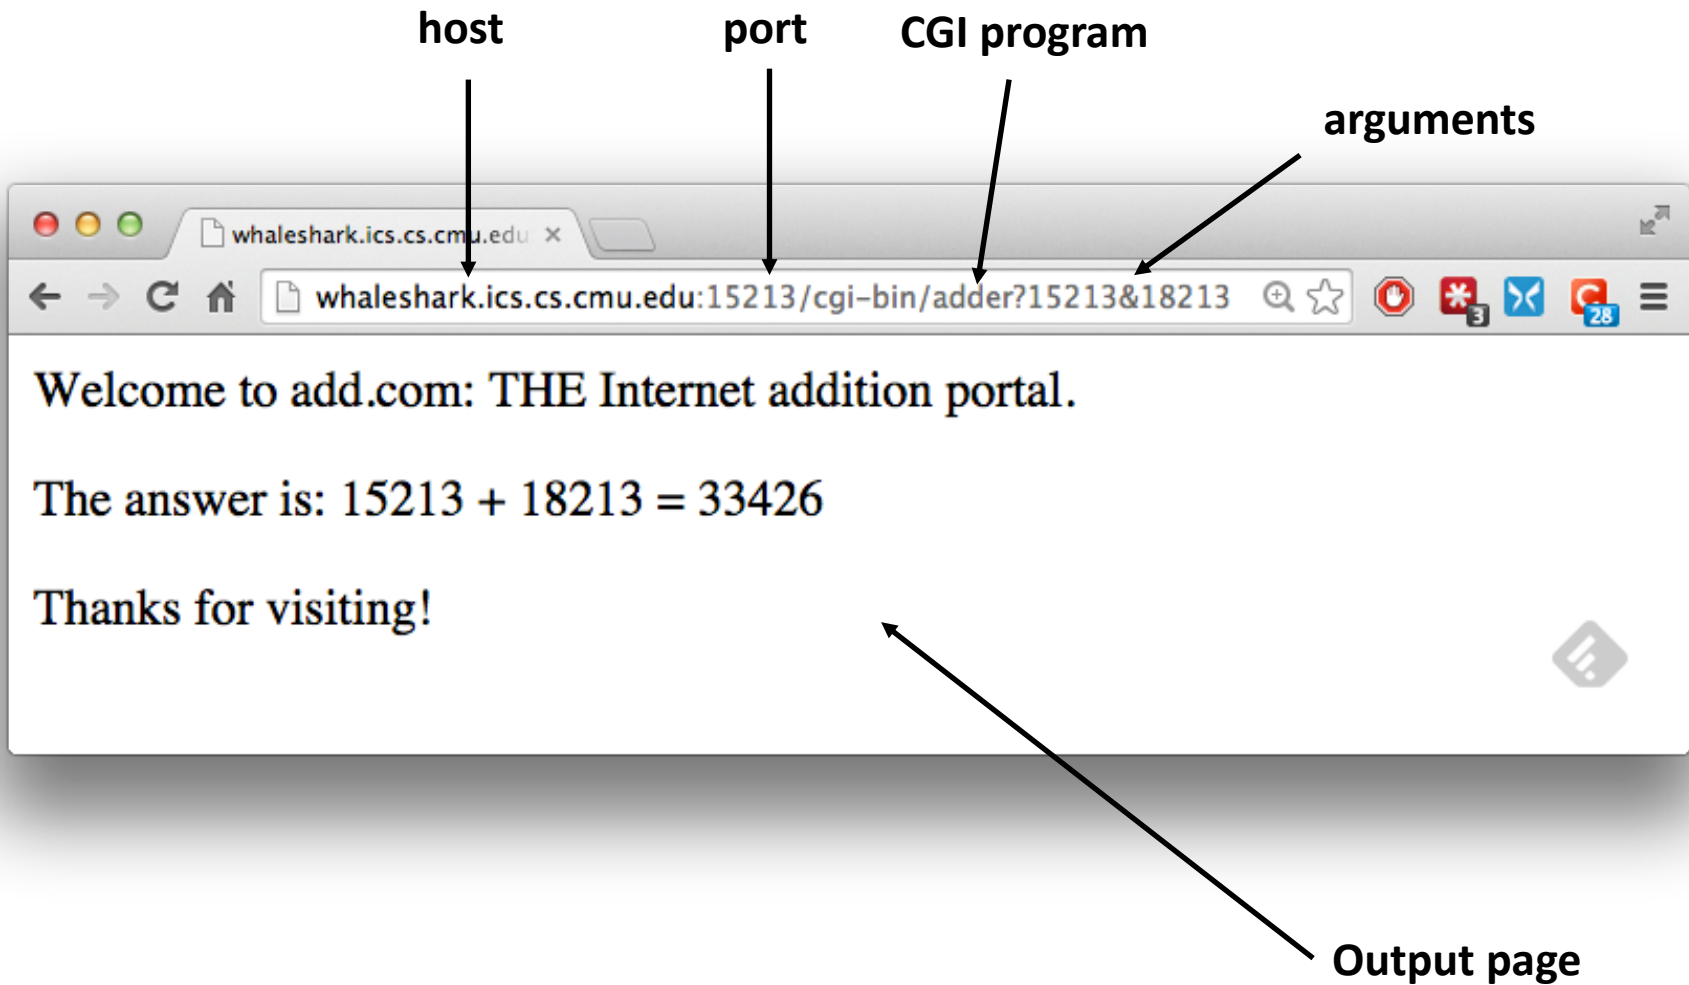 host
port
CGI program
arguments
whaleshark.ics.cs.cmu.edu
whaleshark.ics.cs.cmu.edu:15213/cgi-bin/adder?15213&18213
3
28
Welcome to add.com: THE Internet addition portal.
The answer is: 15213 + 18213 = 33426
Thanks for visiting!
Output page